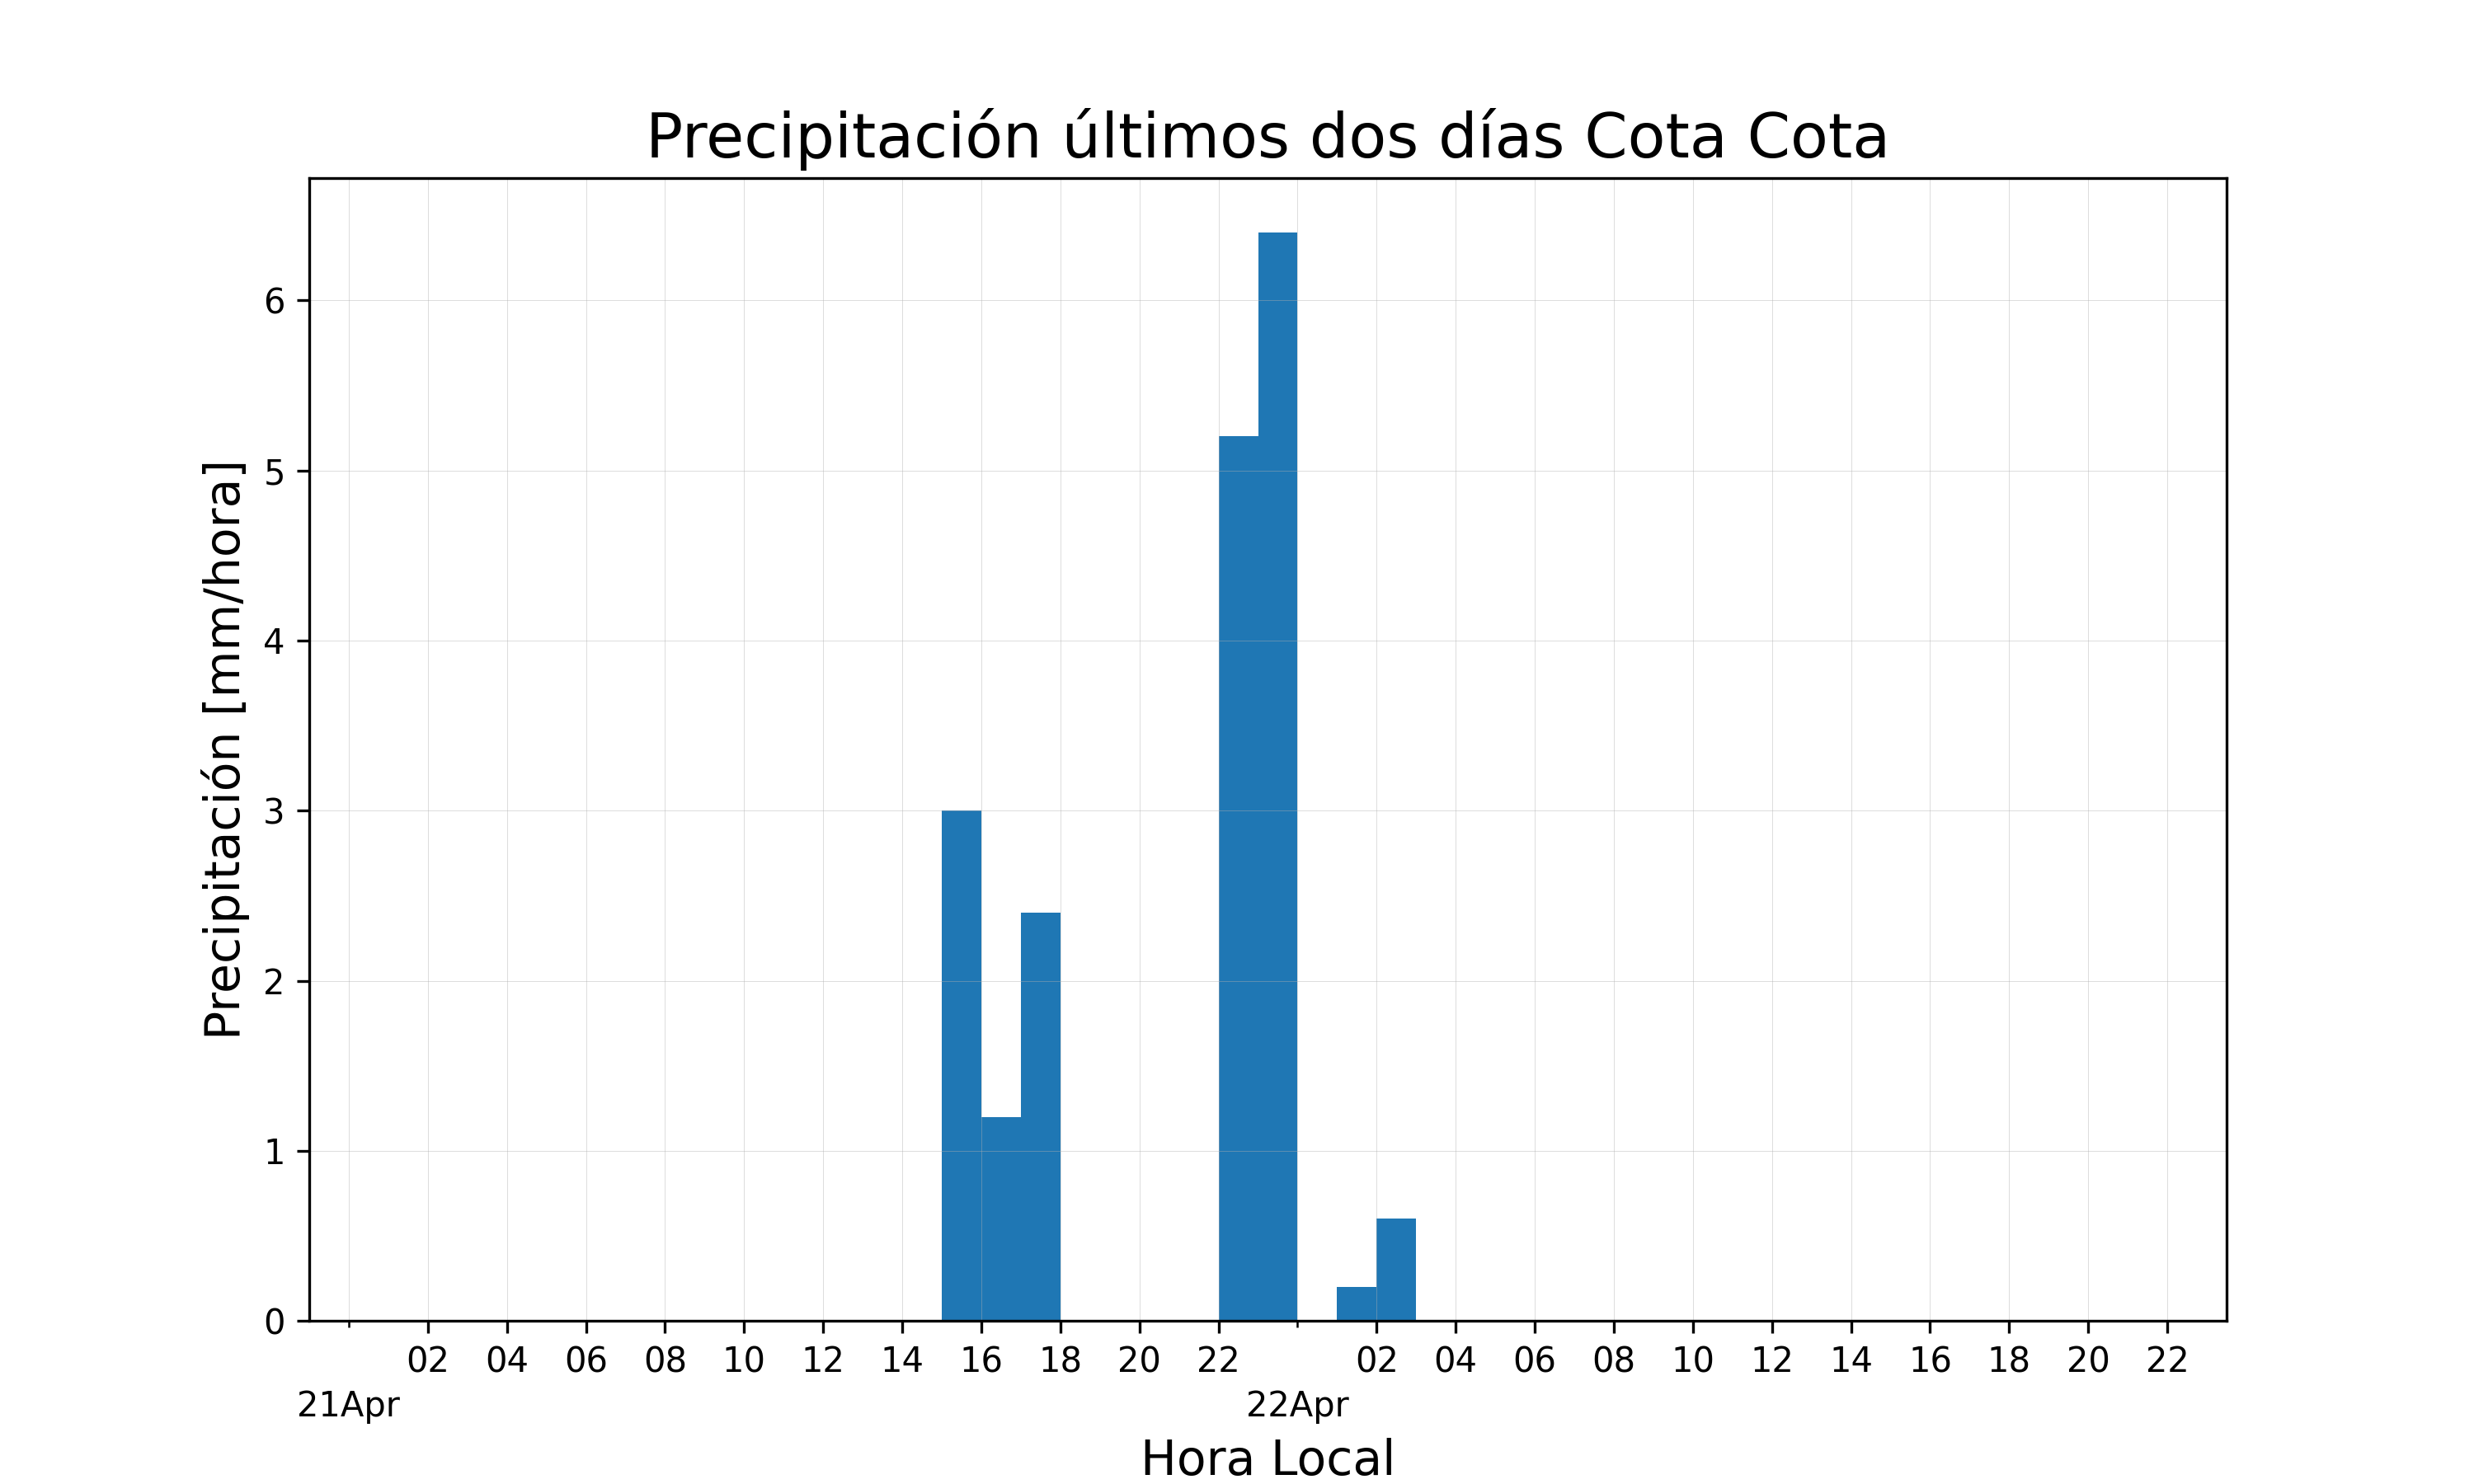 Precipitación últimos dos días Cota Cota
Precipitación [mm/hora]
6
5
4
3
2
1
0
02 04 06 08 10 12 14 16 18 20 22 02 04 06 08 10 12 14 16 18 20 22
21Apr 22Apr
Hora Local